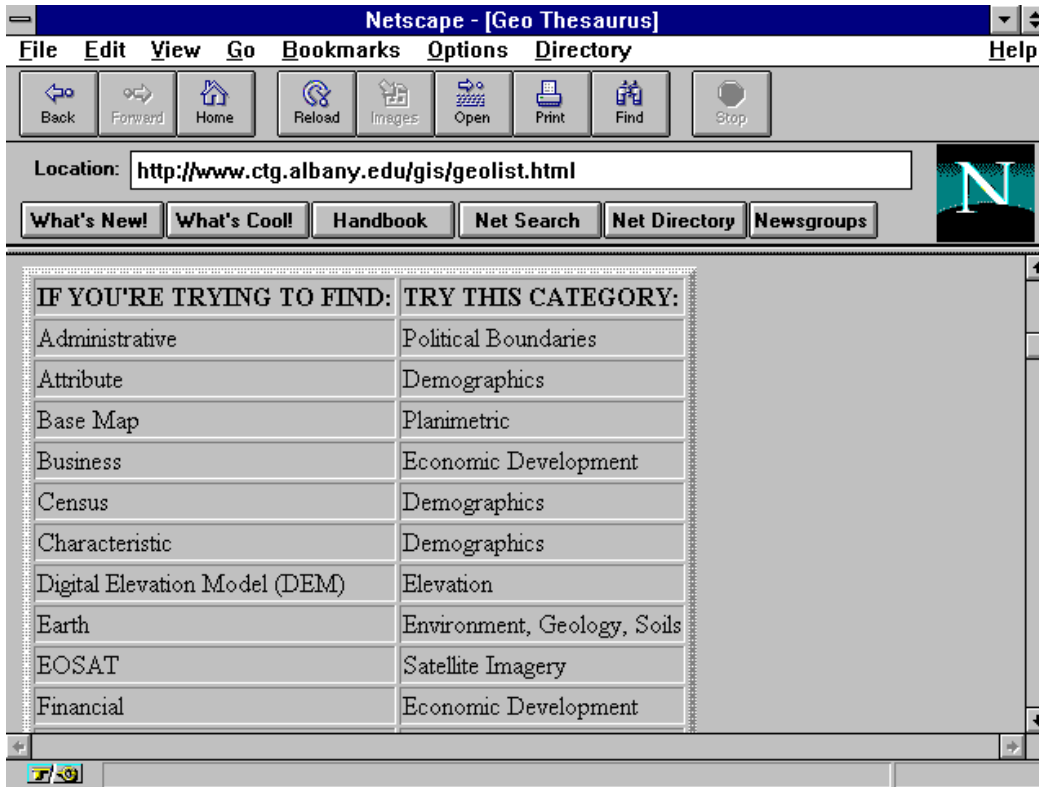 Netscape - [Geo Thesaurus]
File Edit View Go Bookmarks Options Directory Help
Back Forward Home Reload Images Open Print Find Stop
Location: http://www.ctg.albany.edu/gis/geolist.html
N
What's New! What's Cool! Handbook Net Search Net Directory Newsgroups
IF YOU'RE TRYING TO FIND: TRY THIS CATEGORY:
Administrative Political Boundaries
Attribute Demographics
Base Map Planimetric
Business Economic Development
Census Demographics
Characteristic Demographics
Digital Elevation Model (DEM) Elevation
Earth Environment, Geology, Soils
EOSAT Satellite Imagery
Financial Economic Development